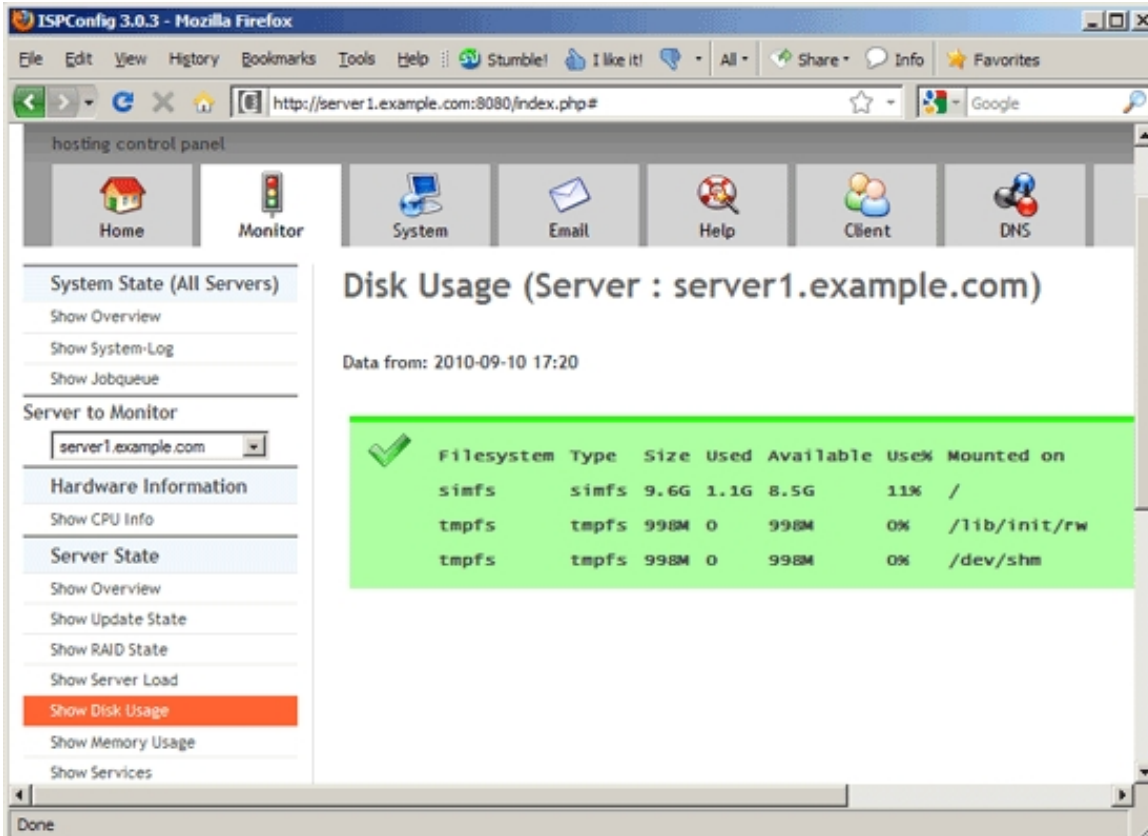 ISPConfig 3.0.3 - Mozilla Firefox
File Edit View History Bookmarks Tools Help Stumble! I like it! All Share Info Favorites
http://server1.example.com:8080/index.php# Google
hosting control panel
Home Monitor System Email Help Client DNS
System State (All Servers)
Show Overview
Show System-Log
Show Jobqueue
Server to Monitor
server1.example.com
Hardware Information
Show CPU Info
Server State
Show Overview
Show Update State
Show RAID State
Show Server Load
Show Disk Usage
Show Memory Usage
Show Services
Disk Usage (Server : server1.example.com)
Data from: 2010-09-10 17:20
Filesystem Type Size Used Available Use% Mounted on
simfs simfs 9.6G 1.1G 8.5G 11% /
tmpfs tmpfs 998M 0 998M 0% /lib/init/rw
tmpfs tmpfs 998M 0 998M 0% /dev/shm
Done